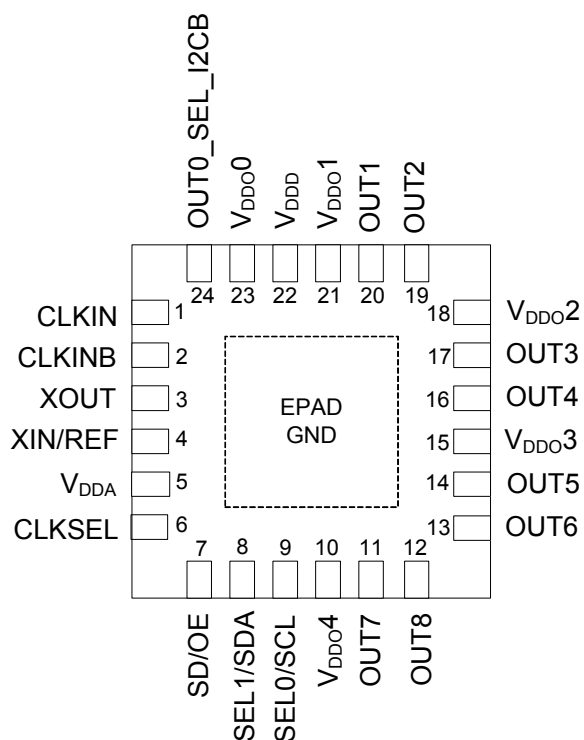 OUT0_SEL_I2CB
VDDO0
VDDD
VDDO1
OUT1
OUT2
24 23 22 21 20 19
CLKIN 1
CLKINB 2
XOUT 3
XIN/REF 4
VDDA 5
CLKSEL 6
EPAD
GND
18 VDDO2
17 OUT3
16 OUT4
15 VDDO3
14 OUT5
13 OUT6
7 8 9 10 11 12
SD/OE
SEL1/SDA
SEL0/SCL
VDDO4
OUT7
OUT8